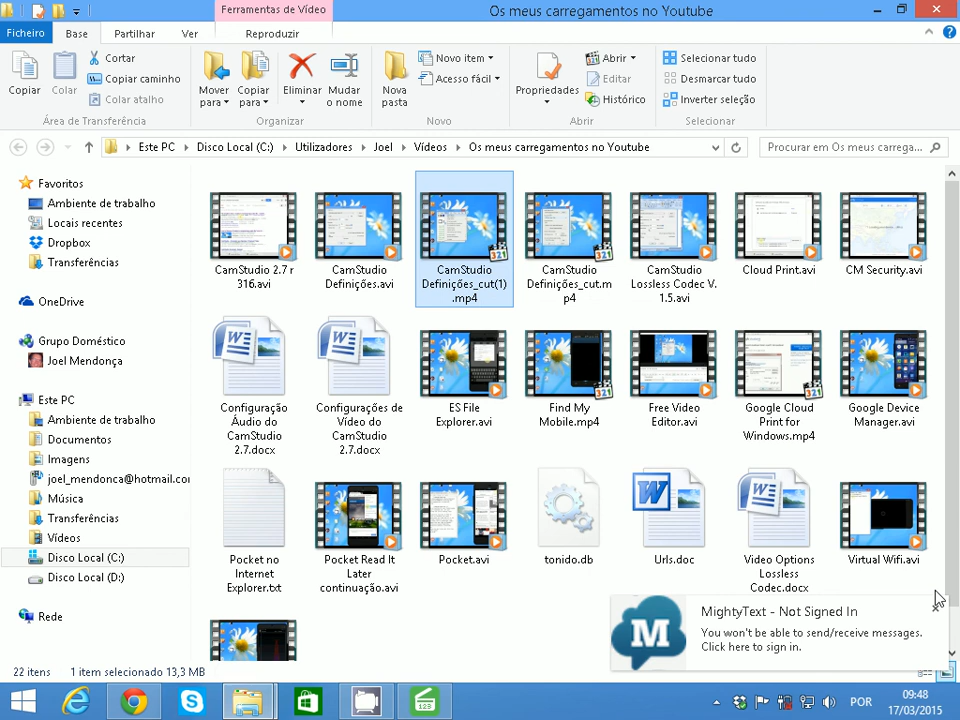 Ferramentas de Vídeo
Os meus carregamentos no Youtube
Ficheiro
Base
Partilhar
Ver
Reproduzir
Copiar
Colar
Cortar
Copiar caminho
Colar atalho
Área de Transferência
Mover para
Copiar para
Eliminar
Mudar o nome
Organizar
Nova pasta
Novo item
Acesso fácil
Novo
Propriedades
Abrir
Editar
Histórico
Abrir
Selecionar tudo
Desmarcar tudo
Inverter seleção
Selecionar
Este PC
Disco Local (C:)
Utilizadores
Joel
Vídeos
Os meus carregamentos no Youtube
Procurar em Os meus carrega...
Favoritos
Ambiente de trabalho
Locais recentes
Dropbox
Transferências
OneDrive
Grupo Doméstico
Joel Mendonça
Este PC
Ambiente de trabalho
Documentos
Imagens
joel_mendonca@hotmail.co
Música
Transferências
Vídeos
Disco Local (C:)
Disco Local (D:)
Rede
CamStudio 2.7 r
316.avi
CamStudio
Definições.avi
CamStudio
Definições_cut(1)
.mp4
CamStudio
Definições_cut.m
p4
CamStudio
Lossless Codec V.
1.5.avi
Cloud Print.avi
CM Security.avi
Configuração
Áudio do
CamStudio
2.7.docx
Configurações de
Vídeo do
CamStudio
2.7.docx
ES File
Explorer.avi
Find My
Mobile.mp4
Free Video
Editor.avi
Google Cloud
Print for
Windows.mp4
Google Device
Manager.avi
Pocket no
Internet
Explorer.txt
Pocket Read It
Later
continuação.avi
Pocket.avi
tonido.db
Urls.doc
Video Options
Lossless
Codec.docx
Virtual Wifi.avi
MightyText - Not Signed In
You won't be able to send/receive messages.
Click here to sign in.
22 itens
1 item selecionado 13,3 MB
POR
09:48
17/03/2015